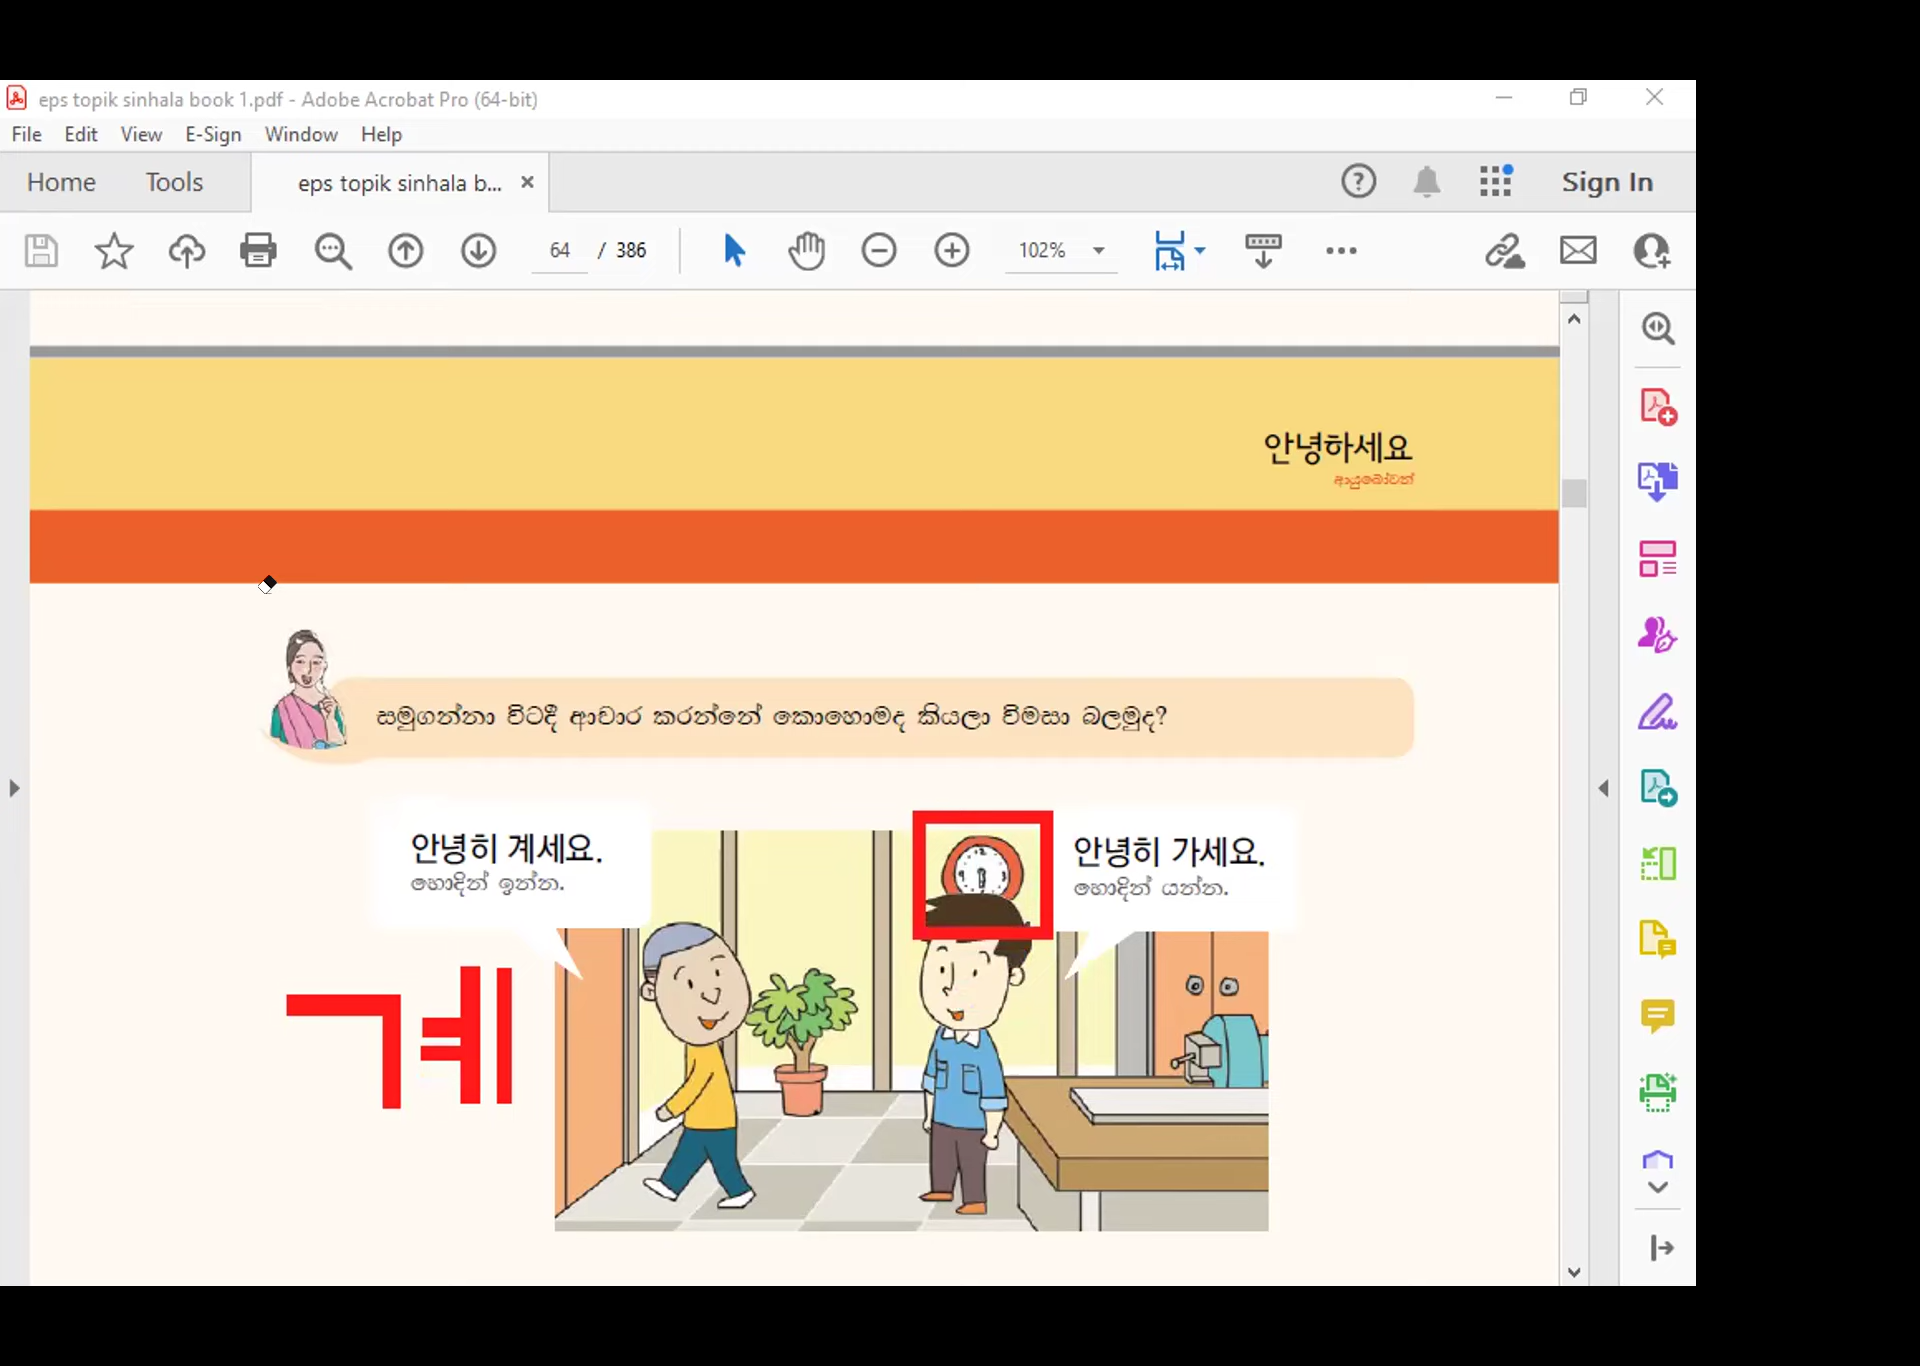 eps topik sinhala book 1.pdf - Adobe Acrobat Pro (64-bit)
File Edit View E-Sign Window Help
Home Tools eps topik sinhala b... Sign In
64 / 386 102%
안녕하세요
ආයුබෝවන්
සමුගන්නා විටදී ආචාර කරන්නේ කොහොමද කියලා විමසා බලමුද?
안녕히 계세요.
හොදින් ඉන්න.
안녕히 가세요.
හොදින් යන්න.
계